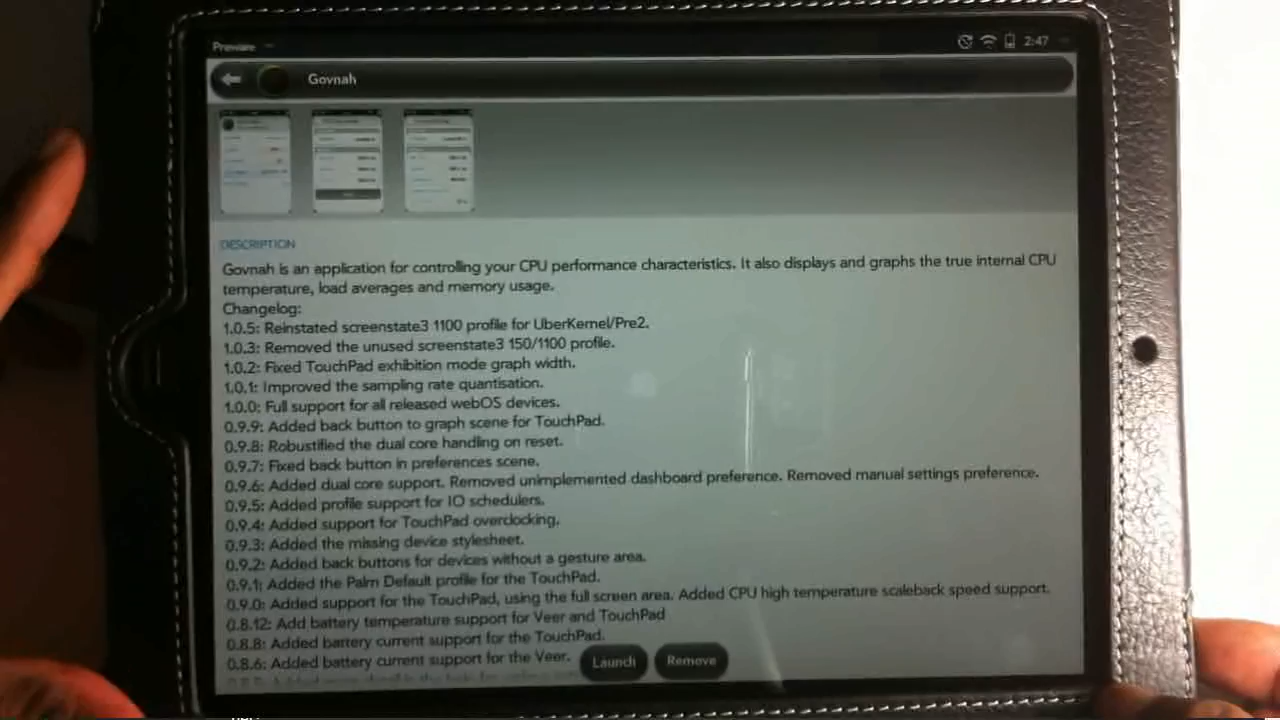 Preware
2:47
Govnah
DESCRIPTION
Govnah is an application for controlling your CPU performance characteristics. It also displays and graphs the true internal CPU
temperature, load averages and memory usage.
Changelog:
1.0.5: Reinstated screenstate3 1100 profile for UberKernel/Pre2.
1.0.3: Removed the unused screenstate3 150/1100 profile.
1.0.2: Fixed TouchPad exhibition mode graph width.
1.0.1: Improved the sampling rate quantisation.
1.0.0: Full support for all released webOS devices.
0.9.9: Added back button to graph scene for TouchPad.
0.9.8: Robustified the dual core handling on reset.
0.9.7: Fixed back button in preferences scene.
0.9.6: Added dual core support. Removed unimplemented dashboard preference. Removed manual settings preference.
0.9.5: Added profile support for IO schedulers.
0.9.4: Added support for TouchPad overclocking.
0.9.3: Added the missing device stylesheet.
0.9.2: Added back buttons for devices without a gesture area.
0.9.1: Added the Palm Default profile for the TouchPad.
0.9.0: Added support for the TouchPad, using the full screen area. Added CPU high temperature scaleback speed support.
0.8.12: Add battery temperature support for Veer and TouchPad
0.8.8: Added battery current support for the TouchPad.
0.8.6: Added battery current support for the Veer.
Launch
Remove